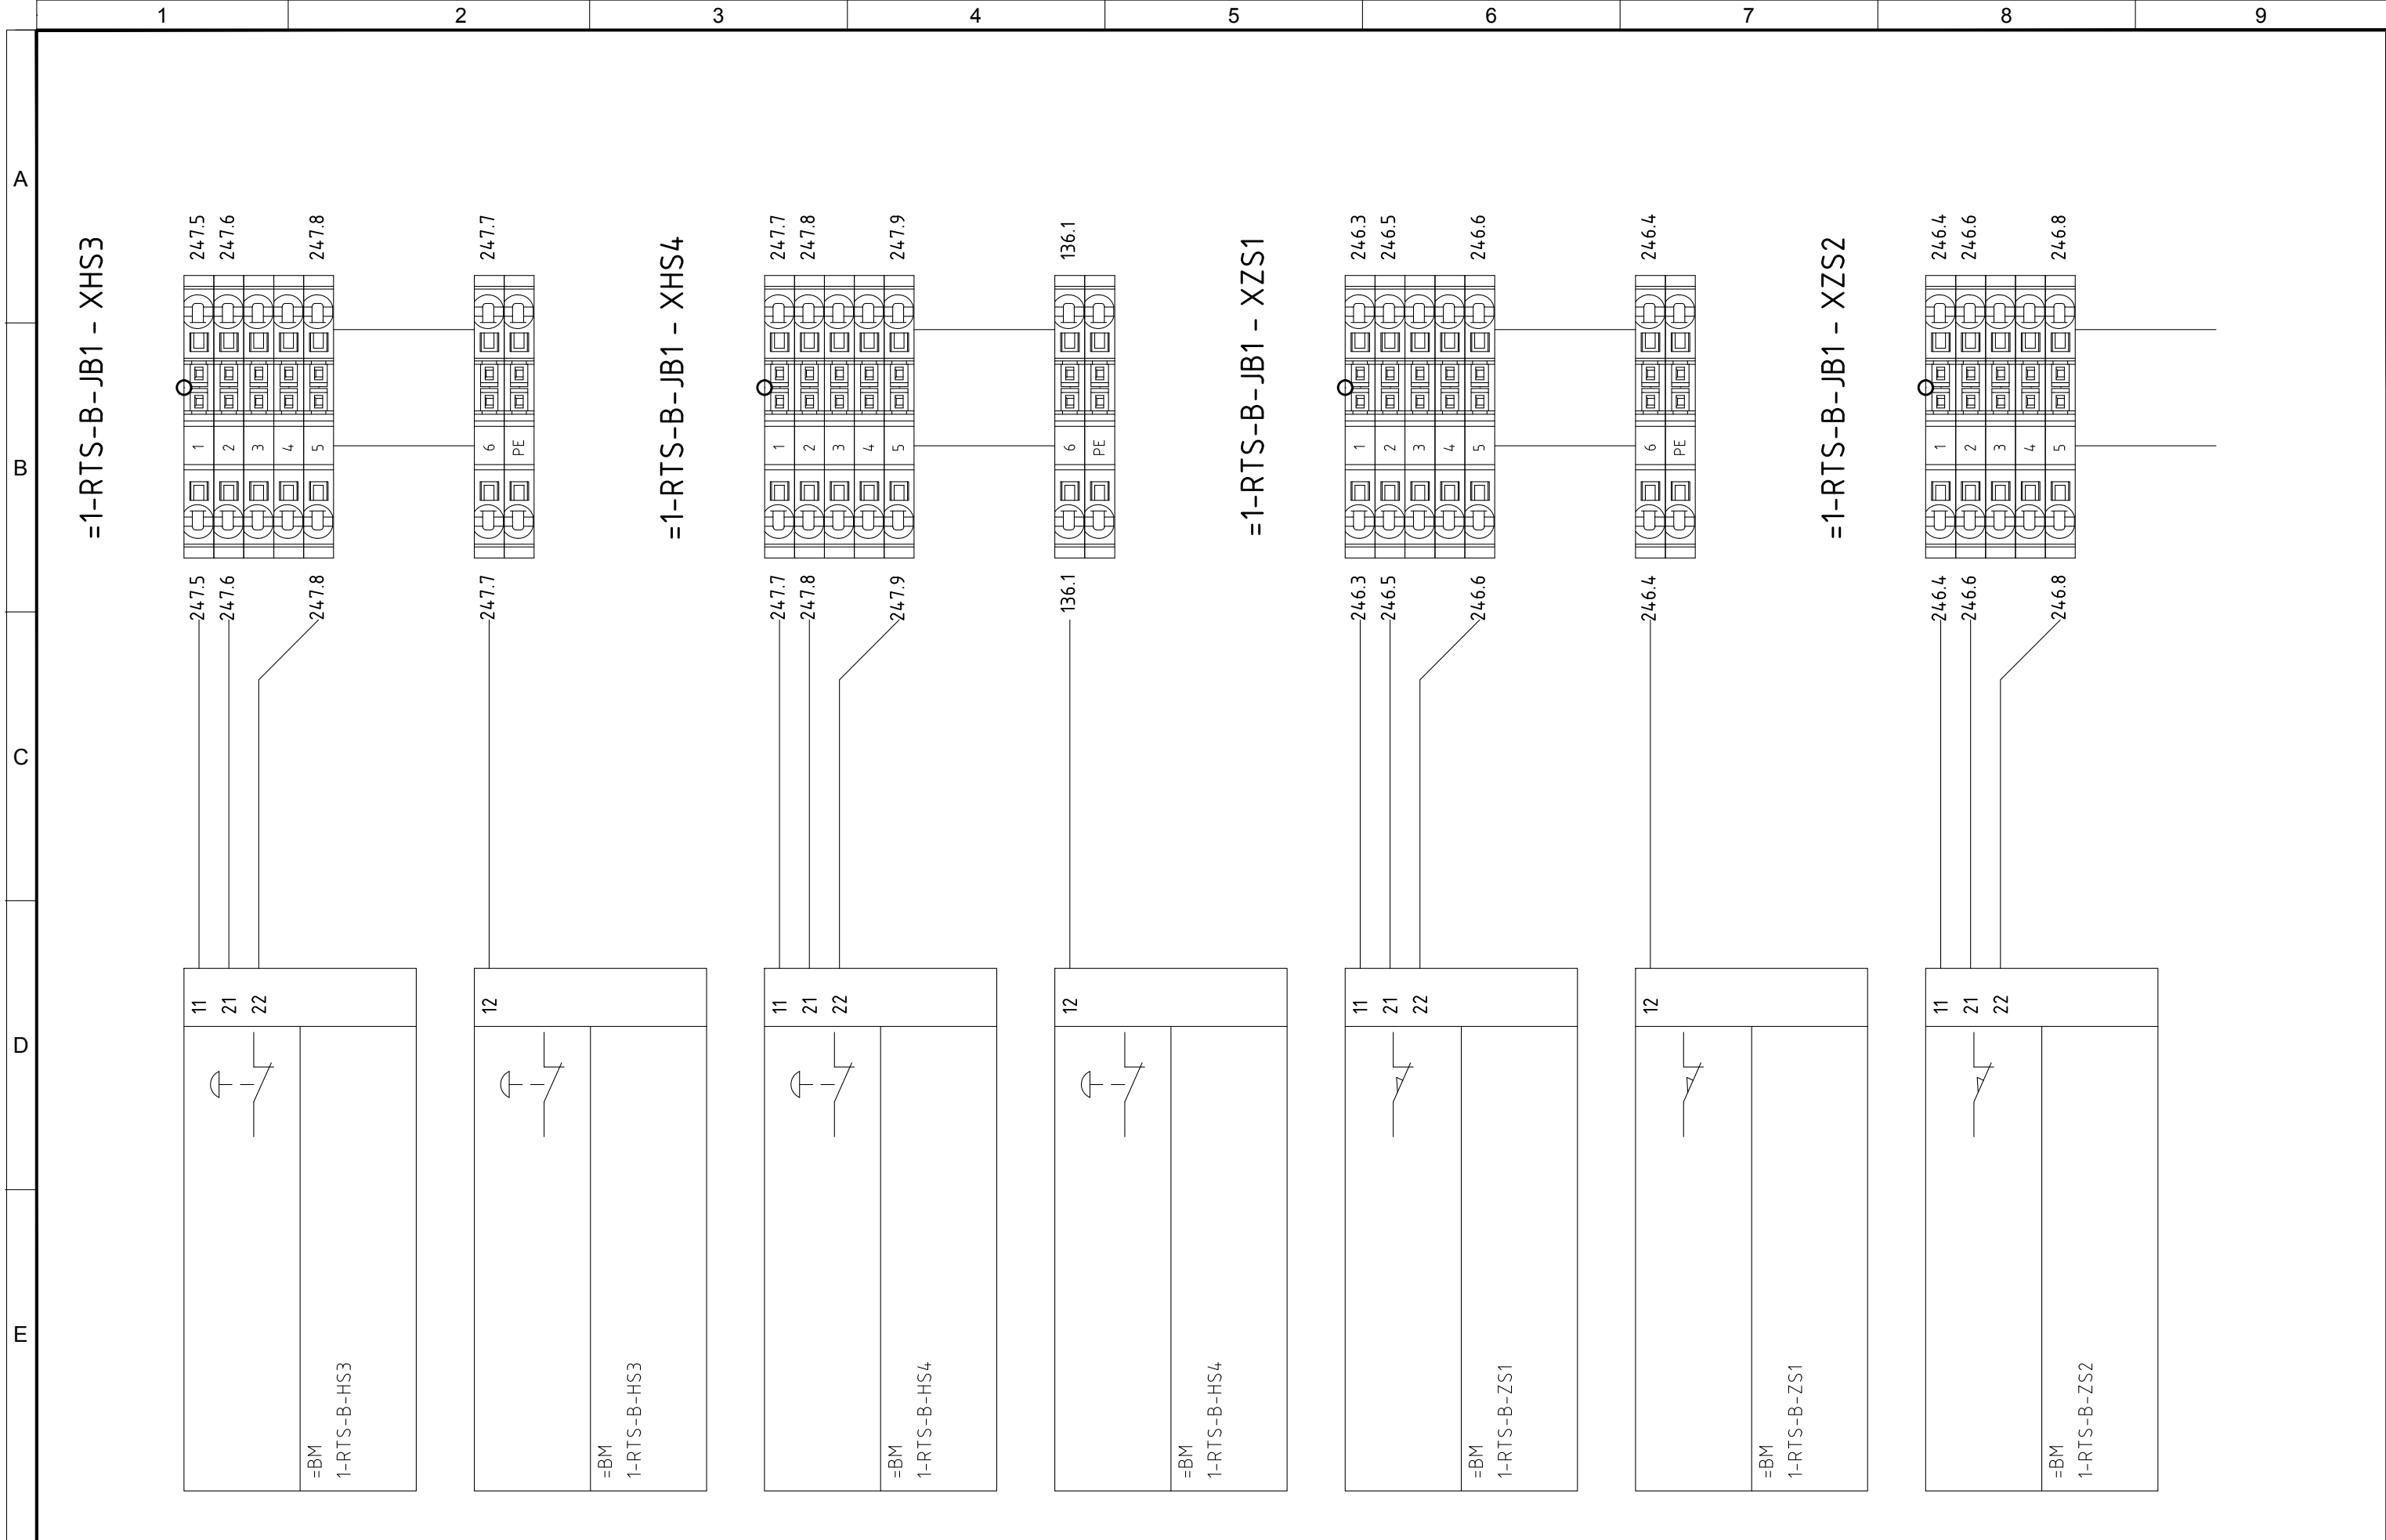 1 2 3 4 5 6 7 8 9
A
B
C
D
E
=1-RTS-B-JB1 - XHS3
247.5 247.6 247.8 247.7
1 2 3 4 5 6 PE
247.5 247.6 247.8 247.7
=1-RTS-B-JB1 - XHS4
247.7 247.8 247.9 136.1
1 2 3 4 5 6 PE
247.7 247.8 247.9 136.1
=1-RTS-B-JB1 - XZS1
246.3 246.5 246.6 246.4
1 2 3 4 5 6 PE
246.3 246.5 246.6 246.4
=1-RTS-B-JB1 - XZS2
246.4 246.6 246.8
1 2 3 4 5
246.4 246.6 246.8
11 21 22
=BM
1-RTS-B-HS3
12
=BM
1-RTS-B-HS3
11 21 22
=BM
1-RTS-B-HS4
12
=BM
1-RTS-B-HS4
11 21 22
=BM
1-RTS-B-ZS1
12
=BM
1-RTS-B-ZS1
11 21 22
=BM
1-RTS-B-ZS2